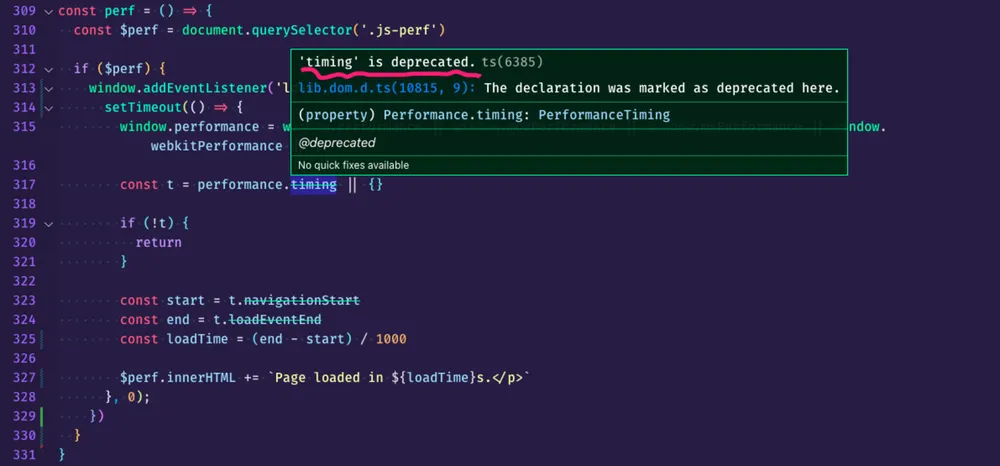 309 const perf = () => {
310 const $perf = document.querySelector('.js-perf')
311
312 if ($perf) {
313 window.addEventListener('l
314 setTimeout(() => {
315 window.performance = w
webkitPerformance
316
317 const t = performance.timing || {}
318
319 if (!t) {
320 return
321 }
322
323 const start = t.navigationStart
324 const end = t.loadEventEnd
325 const loadTime = (end - start) / 1000
326
327 $perf.innerHTML += `Page loaded in ${loadTime}s.</p>`
328 }, 0);
329 })
330 }
331 }
'timing' is deprecated. ts(6385)
lib.dom.d.ts(10815, 9): The declaration was marked as deprecated here.
(property) Performance.timing: PerformanceTiming
@deprecated
No quick fixes available
ndow.